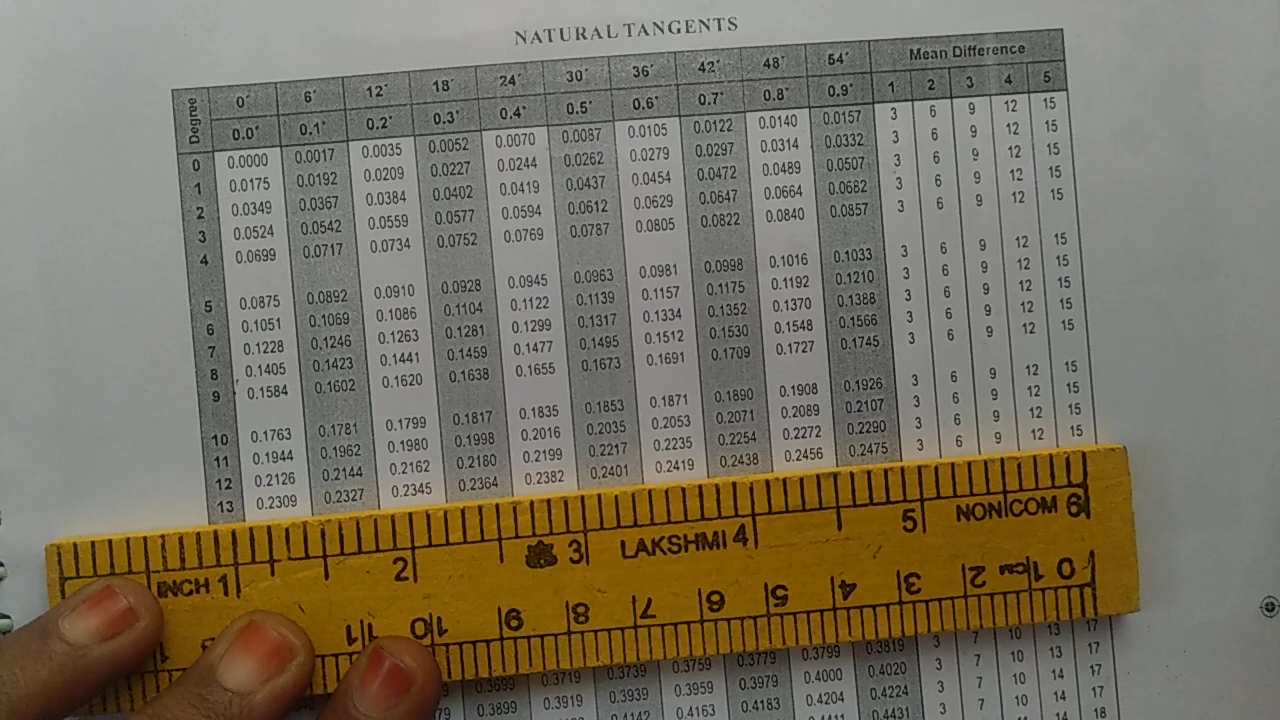 NATURAL TANGENTS
Degree 0´ 6´ 12´ 18´ 24´ 30´ 36´ 42´ 48´ 54´ Mean Difference
0.0° 0.1° 0.2° 0.3° 0.4° 0.5° 0.6° 0.7° 0.8° 0.9° 1 2 3 4 5
0 0.0000 0.0017 0.0035 0.0052 0.0070 0.0087 0.0105 0.0122 0.0140 0.0157 3 6 9 12 15
1 0.0175 0.0192 0.0209 0.0227 0.0244 0.0262 0.0279 0.0297 0.0314 0.0332 3 6 9 12 15
2 0.0349 0.0367 0.0384 0.0402 0.0419 0.0437 0.0454 0.0472 0.0489 0.0507 3 6 9 12 15
3 0.0524 0.0542 0.0559 0.0577 0.0594 0.0612 0.0629 0.0647 0.0664 0.0682 3 6 9 12 15
4 0.0699 0.0717 0.0734 0.0752 0.0769 0.0787 0.0805 0.0822 0.0840 0.0857 3 6 9 12 15
5 0.0875 0.0892 0.0910 0.0928 0.0945 0.0963 0.0981 0.0998 0.1016 0.1033 3 6 9 12 15
6 0.1051 0.1069 0.1086 0.1104 0.1122 0.1139 0.1157 0.1175 0.1192 0.1210 3 6 9 12 15
7 0.1228 0.1246 0.1263 0.1281 0.1299 0.1317 0.1334 0.1352 0.1370 0.1388 3 6 9 12 15
8 0.1405 0.1423 0.1441 0.1459 0.1477 0.1495 0.1512 0.1530 0.1548 0.1566 3 6 9 12 15
9 0.1584 0.1602 0.1620 0.1638 0.1655 0.1673 0.1691 0.1709 0.1727 0.1745 3 6 9 12 15
10 0.1763 0.1781 0.1799 0.1817 0.1835 0.1853 0.1871 0.1890 0.1908 0.1926 3 6 9 12 15
11 0.1944 0.1962 0.1980 0.1998 0.2016 0.2035 0.2053 0.2071 0.2089 0.2107 3 6 9 12 15
12 0.2126 0.2144 0.2162 0.2180 0.2199 0.2217 0.2235 0.2254 0.2272 0.2290 3 6 9 12 15
13 0.2309 0.2327 0.2345 0.2364 0.2382 0.2401 0.2419 0.2438 0.2456 0.2475 3 6 9 12 15
INCH 1 2 3 LAKSHMI 4 5 NON COM 6
11 10 9 8 7 6 5 4 3 2 1 cm 0
0.3699 0.3719 0.3739 0.3759 0.3779 0.3799 0.3819 3 7 10 13 17
0.3899 0.3919 0.3939 0.3959 0.3979 0.4000 0.4020 3 7 10 14 17
0.4142 0.4163 0.4183 0.4204 0.4224 3 7 10 14 17
0.4431 3 7 10 14 18